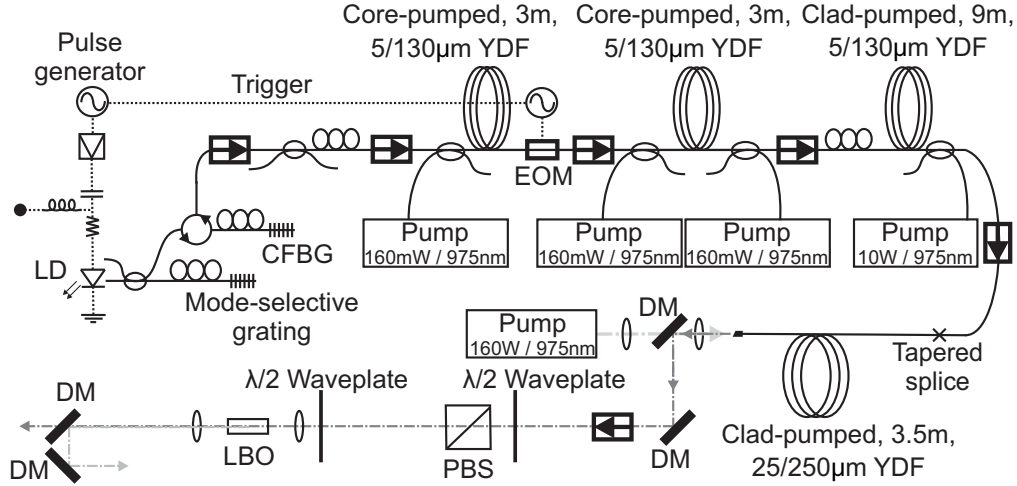 Core-pumped, 3m,
5/130µm YDF
Core-pumped, 3m,
5/130µm YDF
Clad-pumped, 9m,
5/130µm YDF
Pulse
generator
Trigger
EOM
Pump
160mW / 975nm
Pump
160mW / 975nm
Pump
160mW / 975nm
Pump
10W / 975nm
CFBG
LD
Mode-selective
grating
DM
Pump
160W / 975nm
Tapered
splice
λ/2 Waveplate
λ/2 Waveplate
DM
DM
LBO
PBS
DM
Clad-pumped, 3.5m,
25/250µm YDF